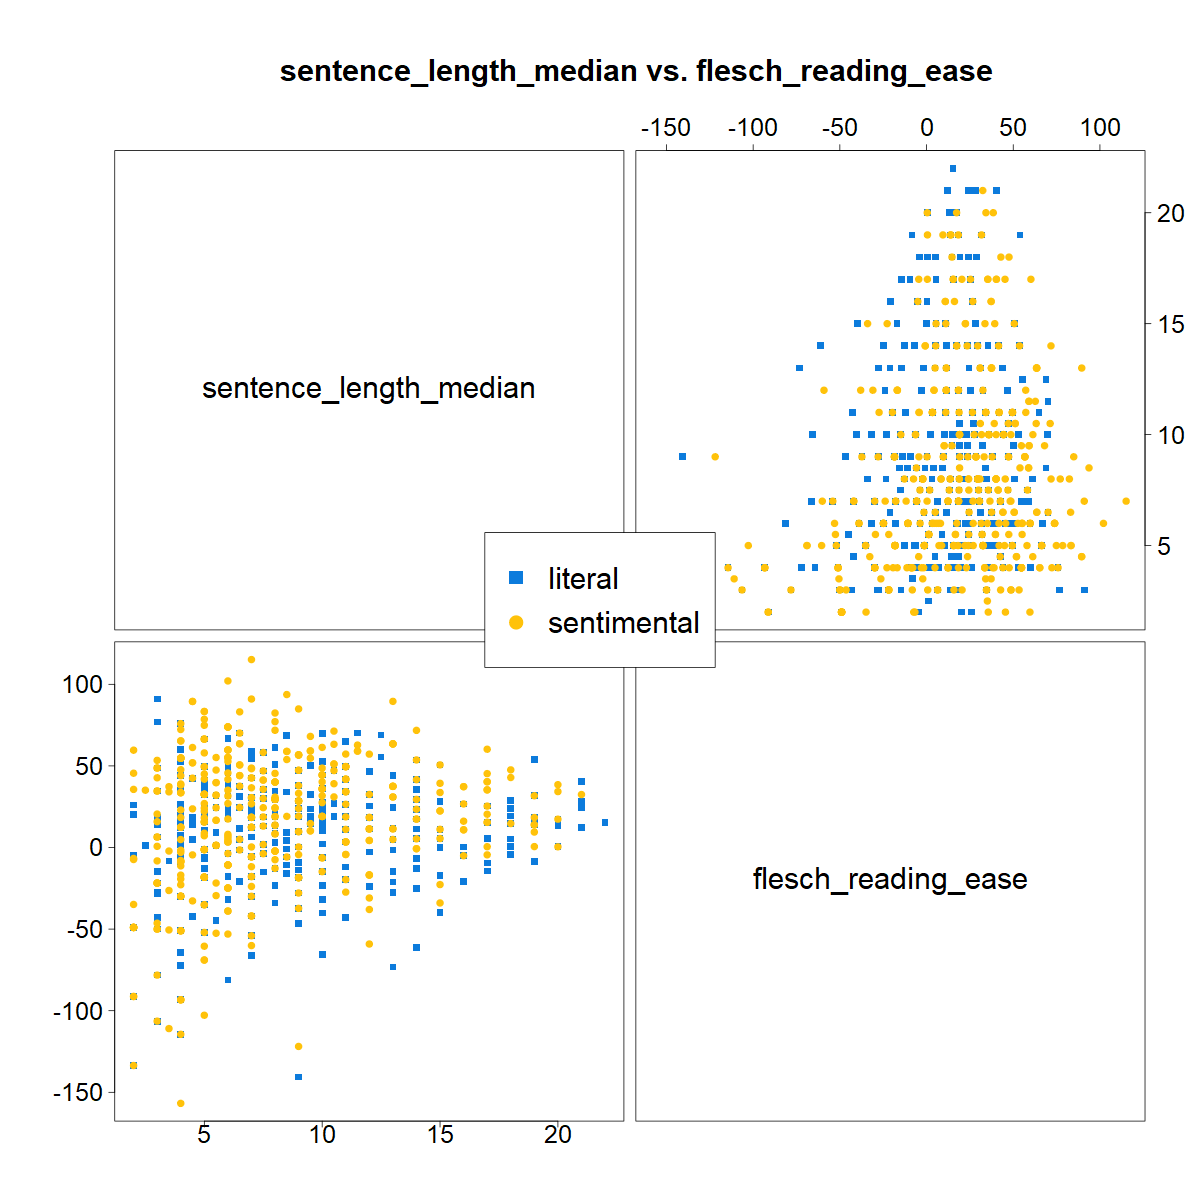 sentence_length_median vs. flesch_reading_ease
-150 -100 -50 0 50 100
sentence_length_median
20
15
10
5
literal
sentimental
100
50
0
-50
-100
-150
flesch_reading_ease
5 10 15 20